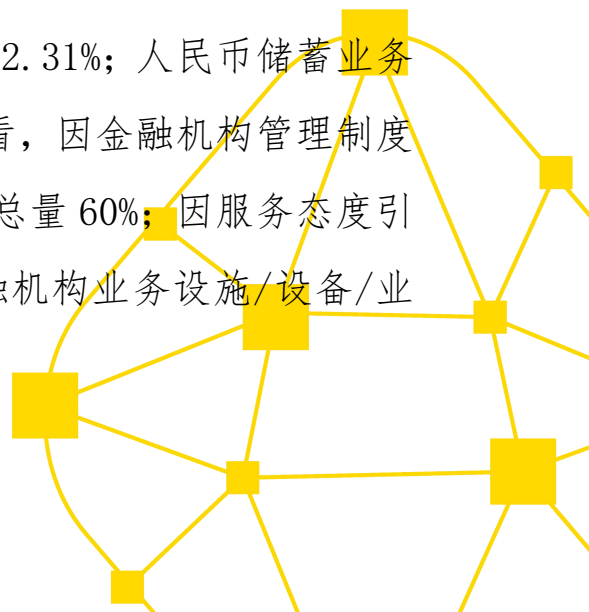 2.31%; 人民币储蓄业务
看，因金融机构管理制度
总量 60%; 因服务态度引
融机构业务设施/设备/业